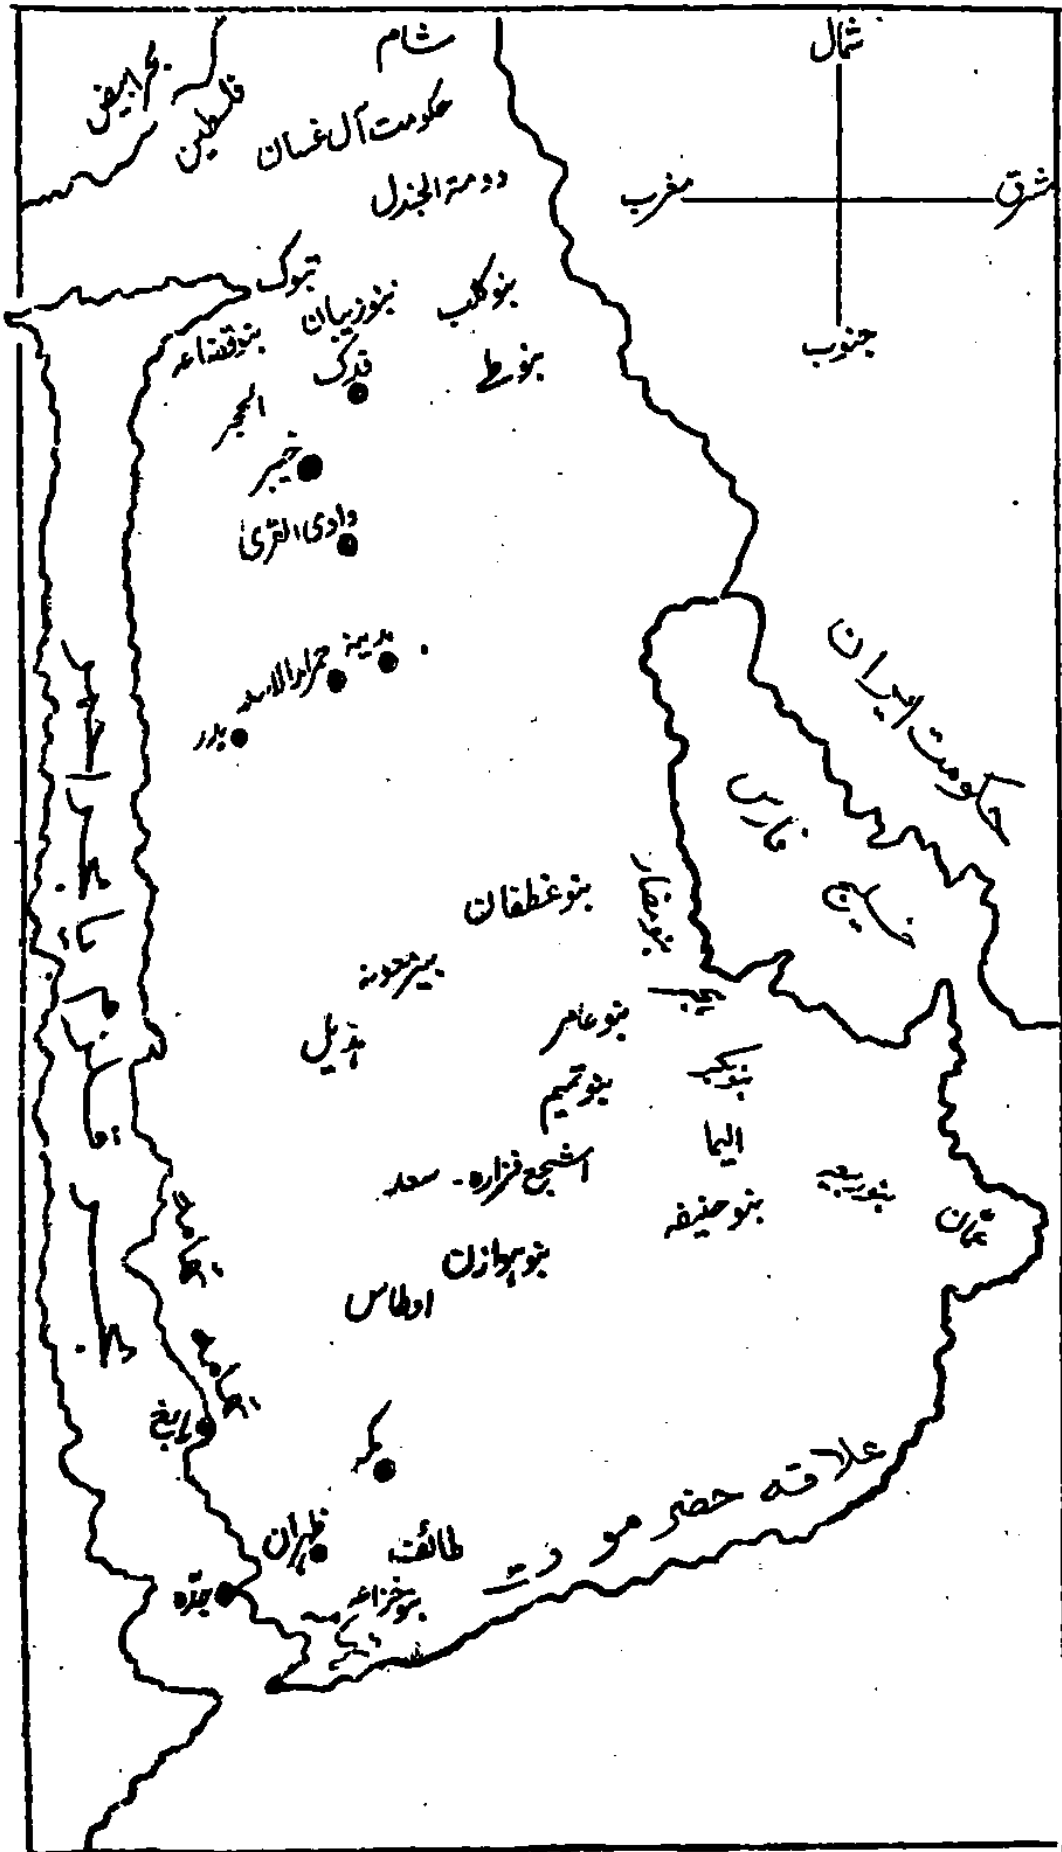 شمال
مشرق
مغرب
جنوب
شام
بحر ابیض
فلسطین
حکومت آل غسان
دومۃ الجندل
تبوک
بنو ذبیان
بنو کلب
بنو قضاعہ
فدک
بنو طے
الحجر
خیبر
وادی القریٰ
مدینہ
حمراء الاسد
بدر
حکومت ایران
خلیج فارس
بنو غطفان
بیر معونہ
ہذیل
بنو عامر
بنو تمیم
بنو بکر
الیما
اشجع فزارہ - سعد
بنو حنیفہ
بنو ربیعہ
عمان
بنو ہوازن
اوطاس
رابغ
مکہ
ظہران
طائف
جدّہ
بنو خزاعہ
علاقہ حضر موت